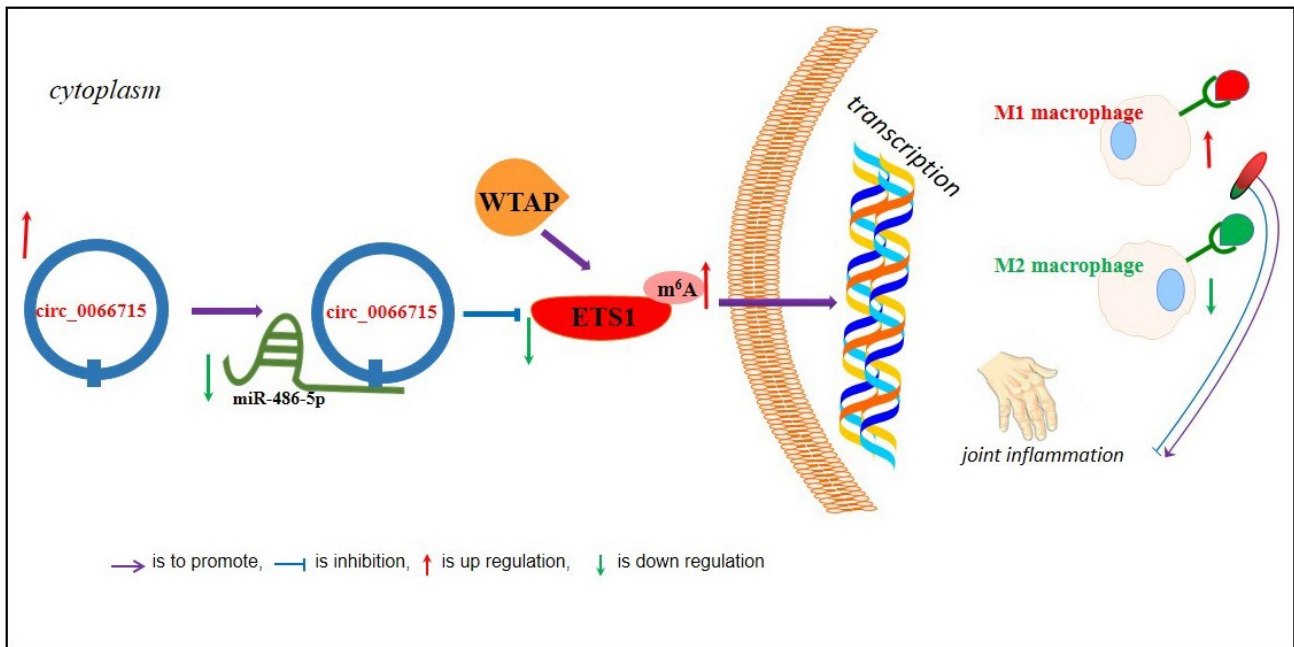 cytoplasm
circ_0066715
miR-486-5p
circ_0066715
WTAP
ETS1
m⁶A
transcription
M1 macrophage
M2 macrophage
joint inflammation
is to promote, is inhibition, is up regulation, is down regulation